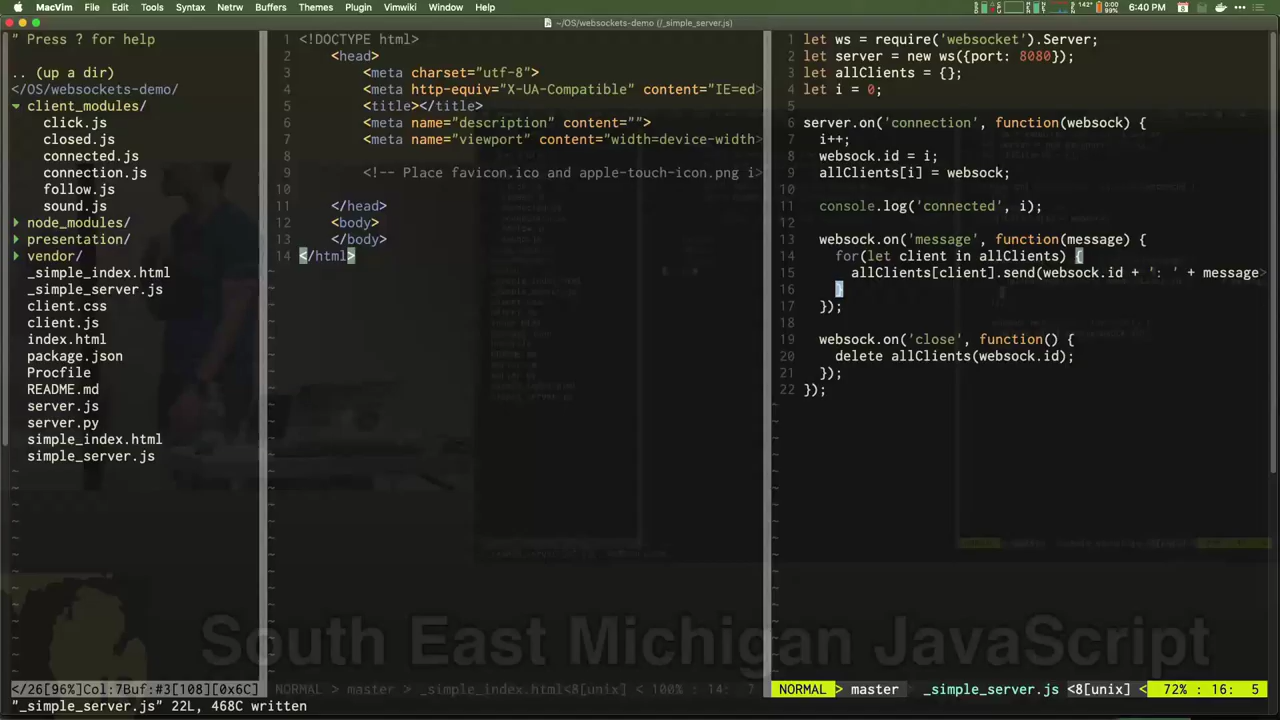 MacVim File Edit Tools Syntax Netrw Buffers Themes Plugin Vimwiki Window Help 142° 0:00 99% 6:40 PM 8
~/OS/websockets-demo (/_simple_server.js)
" Press ? for help
.. (up a dir)
</OS/websockets-demo/
client_modules/
click.js
closed.js
connected.js
connection.js
follow.js
sound.js
node_modules/
presentation/
vendor/
_simple_index.html
_simple_server.js
client.css
client.js
index.html
package.json
Procfile
README.md
server.js
server.py
simple_index.html
simple_server.js
1 <!DOCTYPE html>
2 <head>
3 <meta charset="utf-8">
4 <meta http-equiv="X-UA-Compatible" content="IE=ed>
5 <title></title>
6 <meta name="description" content="">
7 <meta name="viewport" content="width=device-width>
8
9 <!-- Place favicon.ico and apple-touch-icon.png i>
10
11 </head>
12 <body>
13 </body>
14 </html>
1 let ws = require('websocket').Server;
2 let server = new ws({port: 8080});
3 let allClients = {};
4 let i = 0;
5
6 server.on('connection', function(websock) {
7 i++;
8 websock.id = i;
9 allClients[i] = websock;
10
11 console.log('connected', i);
12
13 websock.on('message', function(message) {
14 for(let client in allClients) {
15 allClients[client].send(websock.id + ': ' + message>
16 }
17 });
18
19 websock.on('close', function() {
20 delete allClients(websock.id);
21 });
22 });
South East Michigan JavaScript
</26[96%]Col:7Buf:#3[108][0x6C]
NORMAL > master > _simple_index.html<8[unix] < 100% : 14: 7
NORMAL > master _simple_server.js <8[unix] < 72% : 16: 5
"_simple_server.js" 22L, 468C written